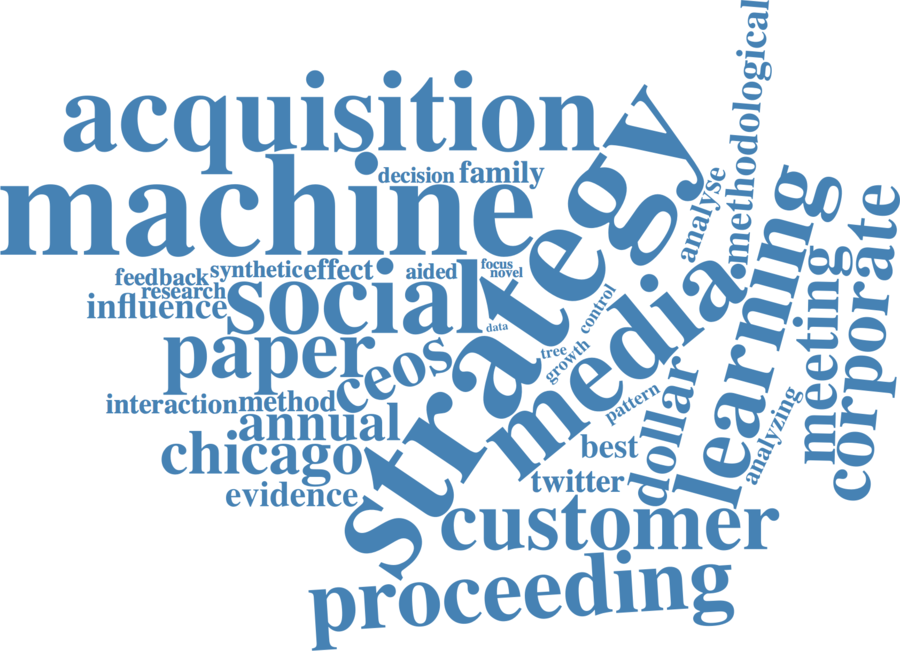 methodological
acquisition
strategy
machine
decision
family
analyse
learning
corporate
meeting
feedback
synthetic
effect
aided
focus
novel
research
influence
social
data
control
media
paper
ceos
tree
growth
interaction
method
pattern
dollar
analyzing
annual
chicago
best
evidence
twitter
customer
proceeding